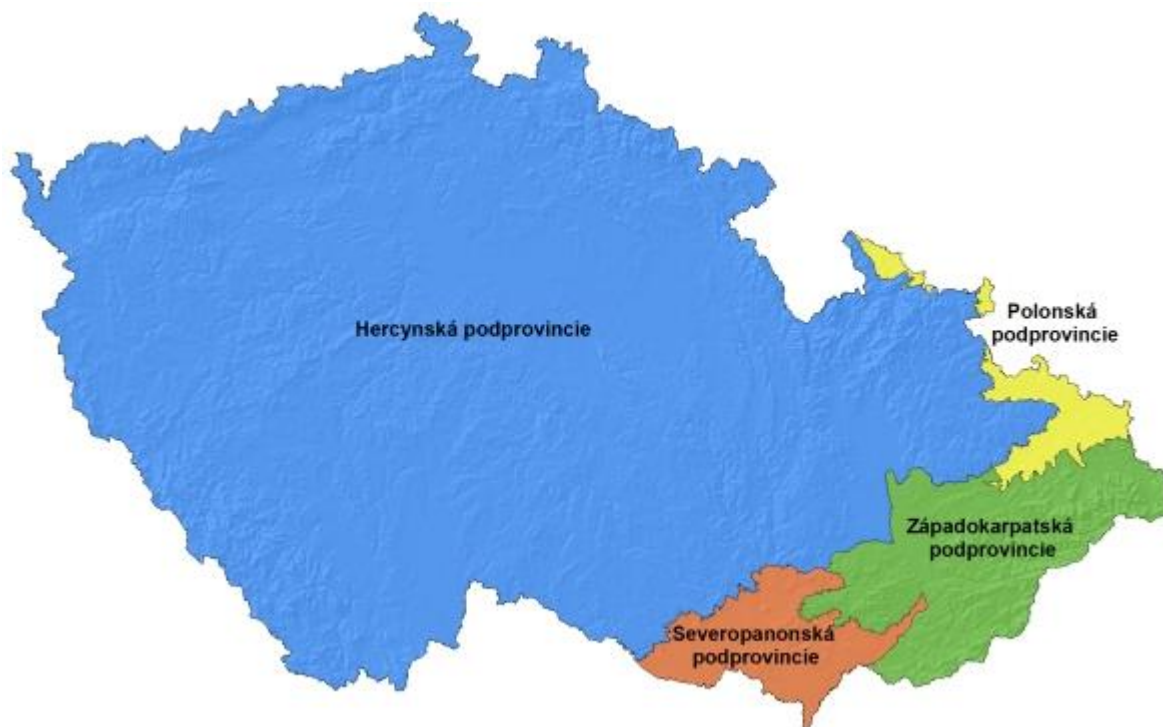 Hercynská podprovincie
Polonská
podprovincie
Západokarpatská
podprovincie
Severopanonská
podprovincie